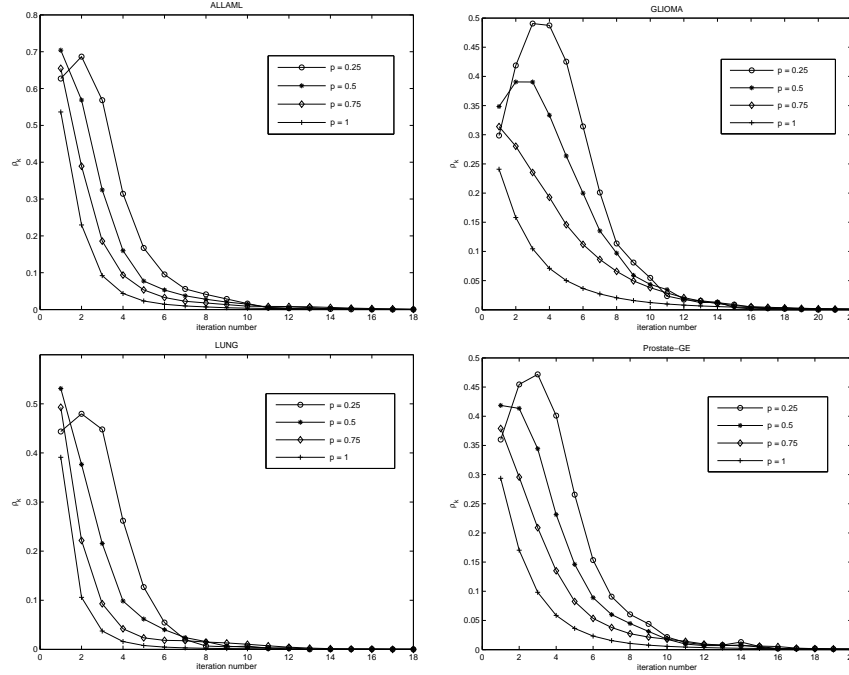 ALLAML
0.8
0.7
0.6
0.5
0.4
0.3
0.2
0.1
0
ρk
p = 0.25
p = 0.5
p = 0.75
p = 1
0 2 4 6 8 10 12 14 16 18
iteration number
GLIOMA
0.5
0.45
0.4
0.35
0.3
0.25
0.2
0.15
0.1
0.05
0
ρk
p = 0.25
p = 0.5
p = 0.75
p = 1
0 2 4 6 8 10 12 14 16 18 20
iteration number
LUNG
0.5
0.4
0.3
0.2
0.1
0
ρk
p = 0.25
p = 0.5
p = 0.75
p = 1
0 2 4 6 8 10 12 14 16 18
iteration number
Prostate−GE
0.5
0.45
0.4
0.35
0.3
0.25
0.2
0.15
0.1
0.05
0
ρk
p = 0.25
p = 0.5
p = 0.75
p = 1
0 2 4 6 8 10 12 14 16 18
iteration number